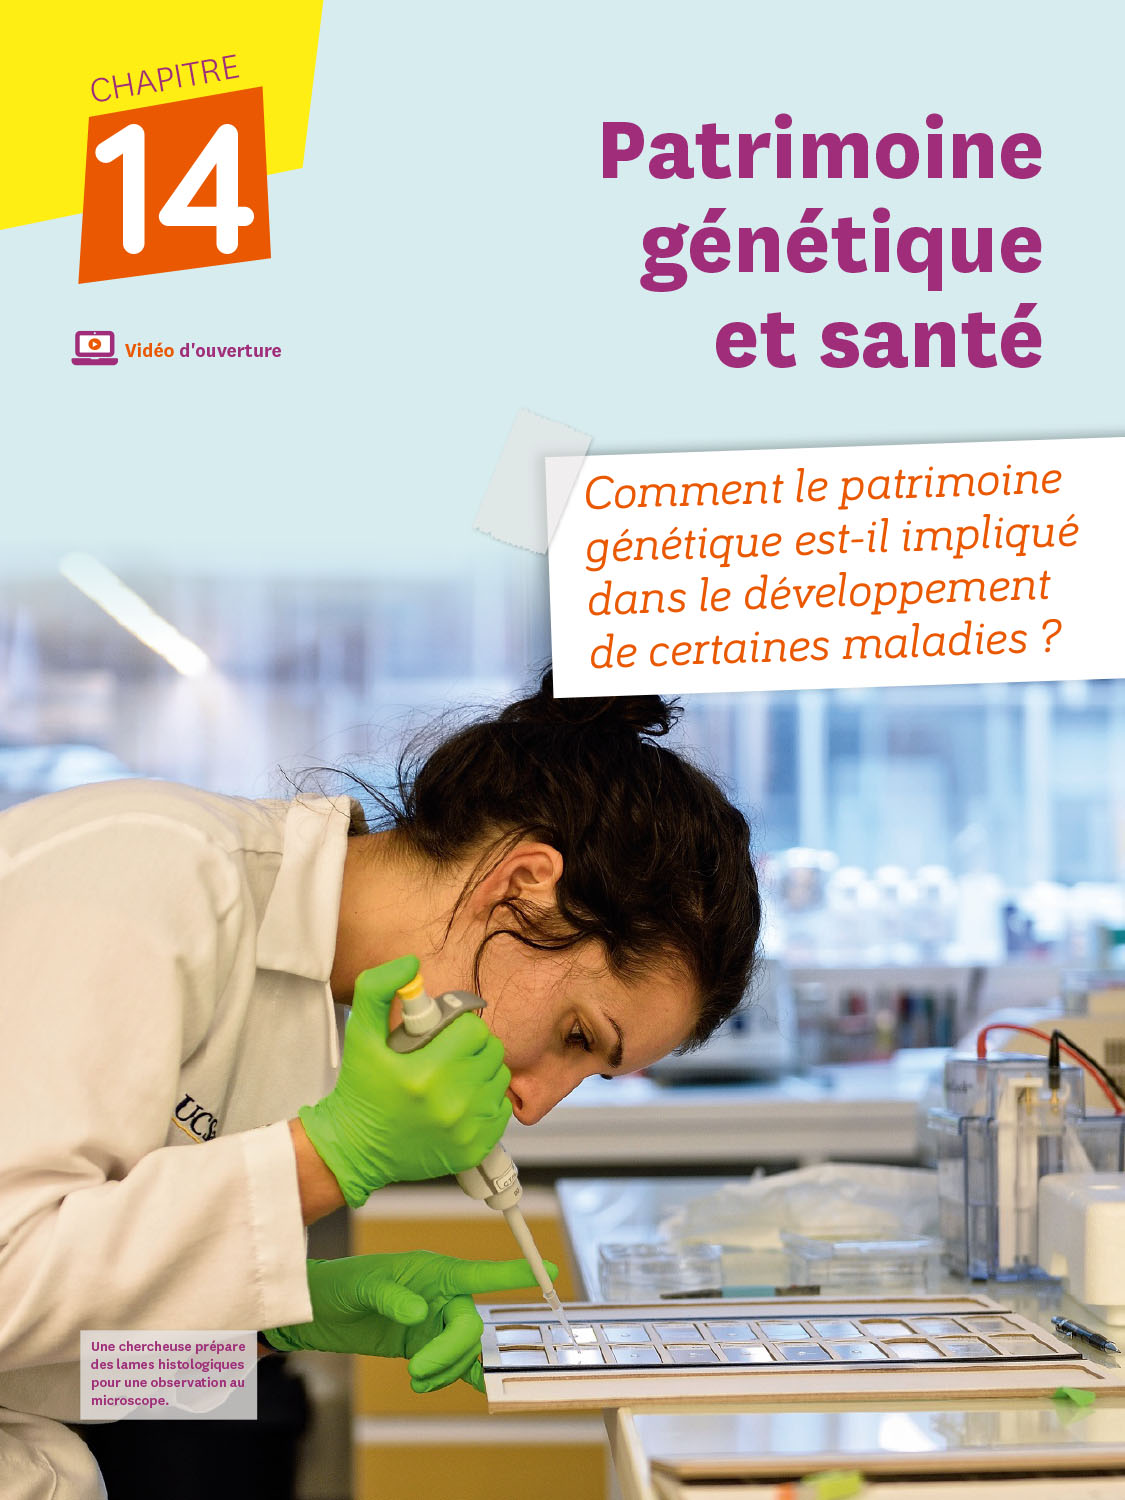 CHAPITRE
14
Vidéo d'ouverture
Patrimoine
génétique
et santé
Comment le patrimoine
génétique est-il impliqué
dans le développement
de certaines maladies ?
Une chercheuse prépare
des lames histologiques
pour une observation au
microscope.